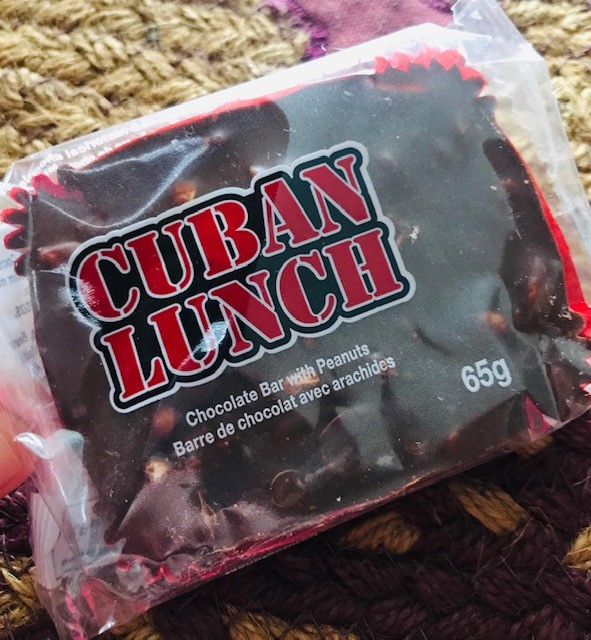 CUBAN
LUNCH
Chocolate Bar with Peanuts
Barre de chocolat avec arachides
65g